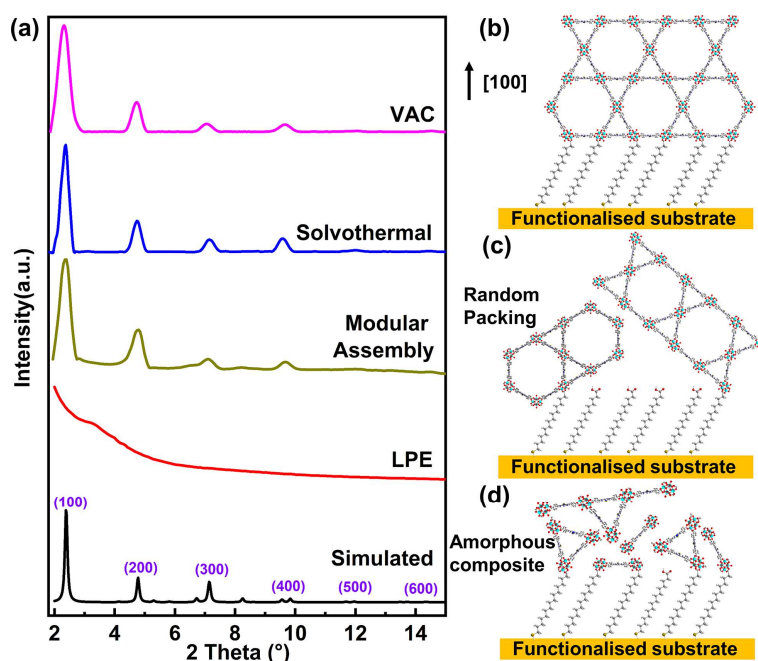 (a)
VAC
Solvothermal
Modular
Assembly
LPE
Simulated
(100)
(200)
(300)
(400)
(500)
(600)
Intensity(a.u.)
2 4 6 8 10 12 14
2 Theta (°)
(b)
[100]
Functionalised substrate
(c)
Random
Packing
Functionalised substrate
(d)
Amorphous
composite
Functionalised substrate